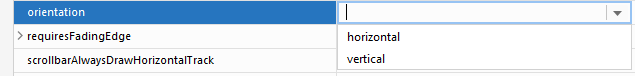 orientation
requiresFadingEdge
horizontal
scrollbarAlwaysDrawHorizontalTrack
vertical